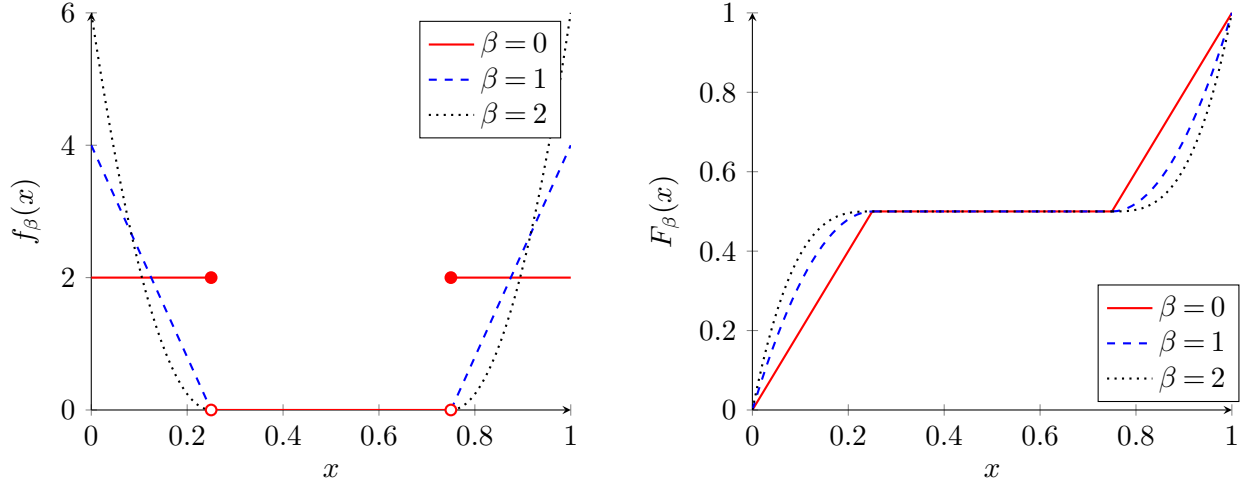 6
4
2
0
f_β(x)
β = 0
β = 1
β = 2
0 0.2 0.4 0.6 0.8 1
x
1
0.8
0.6
0.4
0.2
0
F_β(x)
β = 0
β = 1
β = 2
0 0.2 0.4 0.6 0.8 1
x